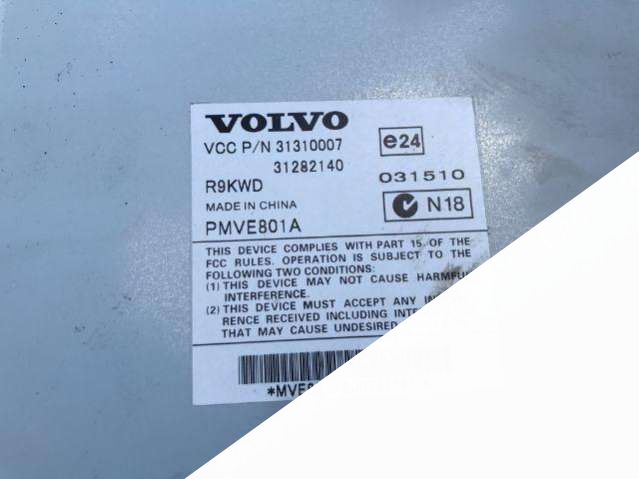 VOLVO
VCC P/N 31310007
e24
31282140
R9KWD
031510
MADE IN CHINA
N18
PMVE801A
THIS DEVICE COMPLIES WITH PART 15 OF THE
FCC RULES. OPERATION IS SUBJECT TO THE
FOLLOWING TWO CONDITIONS:
(1) THIS DEVICE MAY NOT CAUSE
INTERFERENCE.
(2) THIS DEVICE MUST ACCEPT ANY
RENCE RECEIVED INCLUDING
THAT MAY CAUSE